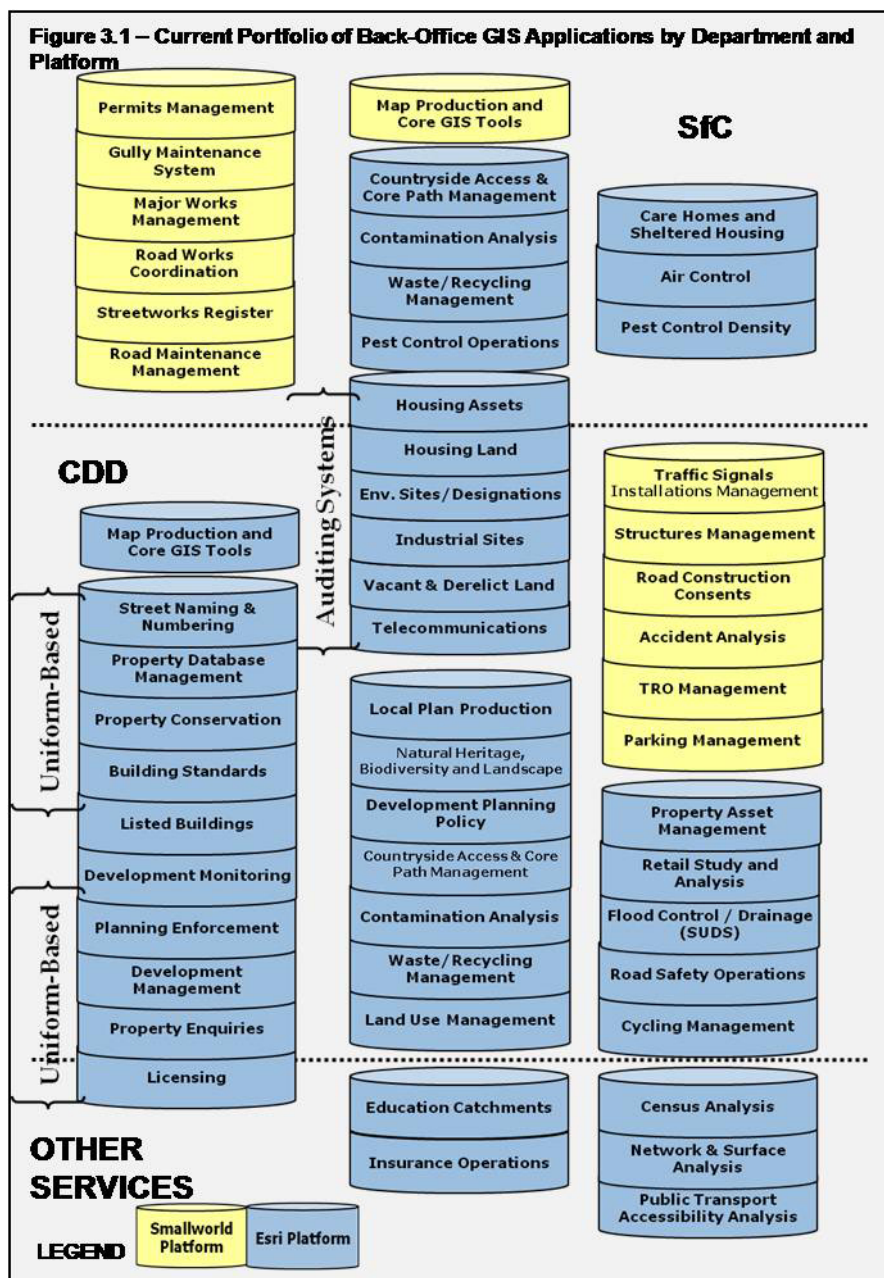 Figure 3.1 – Current Portfolio of Back-Office GIS Applications by Department and
Platform
Permits Management
Gully Maintenance
System
Major Works
Management
Road Works
Coordination
Streetworks Register
Road Maintenance
Management
Map Production and
Core GIS Tools
Countryside Access &
Core Path Management
Contamination Analysis
Waste/Recycling
Management
Pest Control Operations
SfC
Care Homes and
Sheltered Housing
Air Control
Pest Control Density
Auditing Systems
Housing Assets
Housing Land
Env. Sites/Designations
Industrial Sites
Vacant & Derelict Land
Telecommunications
CDD
Map Production and
Core GIS Tools
Uniform-Based
Street Naming &
Numbering
Property Database
Management
Property Conservation
Building Standards
Listed Buildings
Development Monitoring
Uniform-Based
Planning Enforcement
Development
Management
Property Enquiries
Licensing
Local Plan Production
Natural Heritage,
Biodiversity and Landscape
Development Planning
Policy
Countryside Access & Core
Path Management
Contamination Analysis
Waste/Recycling
Management
Land Use Management
Traffic Signals
Installations Management
Structures Management
Road Construction
Consents
Accident Analysis
TRO Management
Parking Management
Property Asset
Management
Retail Study and
Analysis
Flood Control / Drainage
(SUDS)
Road Safety Operations
Cycling Management
OTHER
SERVICES
Education Catchments
Insurance Operations
Census Analysis
Network & Surface
Analysis
Public Transport
Accessibility Analysis
LEGEND
Smallworld
Platform
Esri Platform